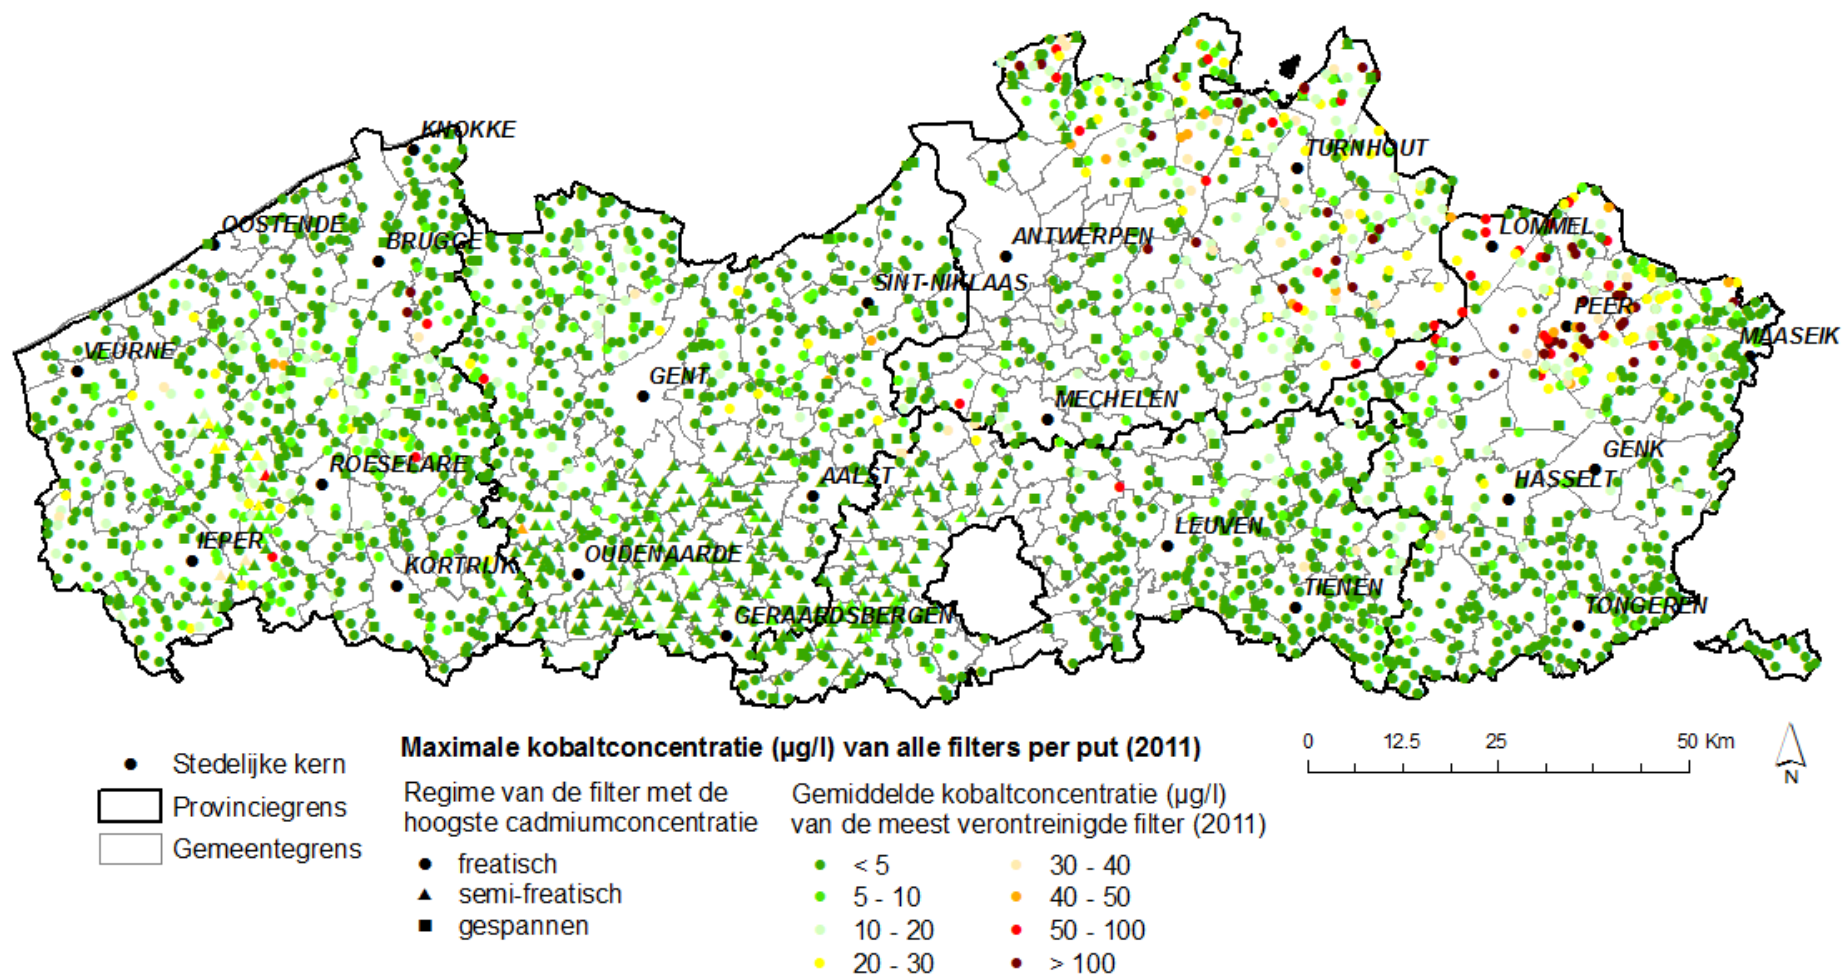 KNOKKE
TURNHOUT
OOSTENDE
BRUGGE
ANTWERPEN
LOMMEL
SINT-NIKLAAS
PEER
MAASEIK
VEURNE
GENT
MECHELEN
ROESELARE
AALST
GENK
HASSELT
IEPER
KORTRIJK
OUDENAARDE
LEUVEN
TIENEN
GERAARDSBERGEN
TONGEREN
Stedelijke kern
Provinciegrens
Gemeentegrens
Maximale kobaltconcentratie (µg/l) van alle filters per put (2011)
Regime van de filter met de
hoogste cadmiumconcentratie
freatisch
semi-freatisch
gespannen
Gemiddelde kobaltconcentratie (µg/l)
van de meest verontreinigde filter (2011)
< 5
5 - 10
10 - 20
20 - 30
30 - 40
40 - 50
50 - 100
> 100
0 12.5 25 50 Km
N